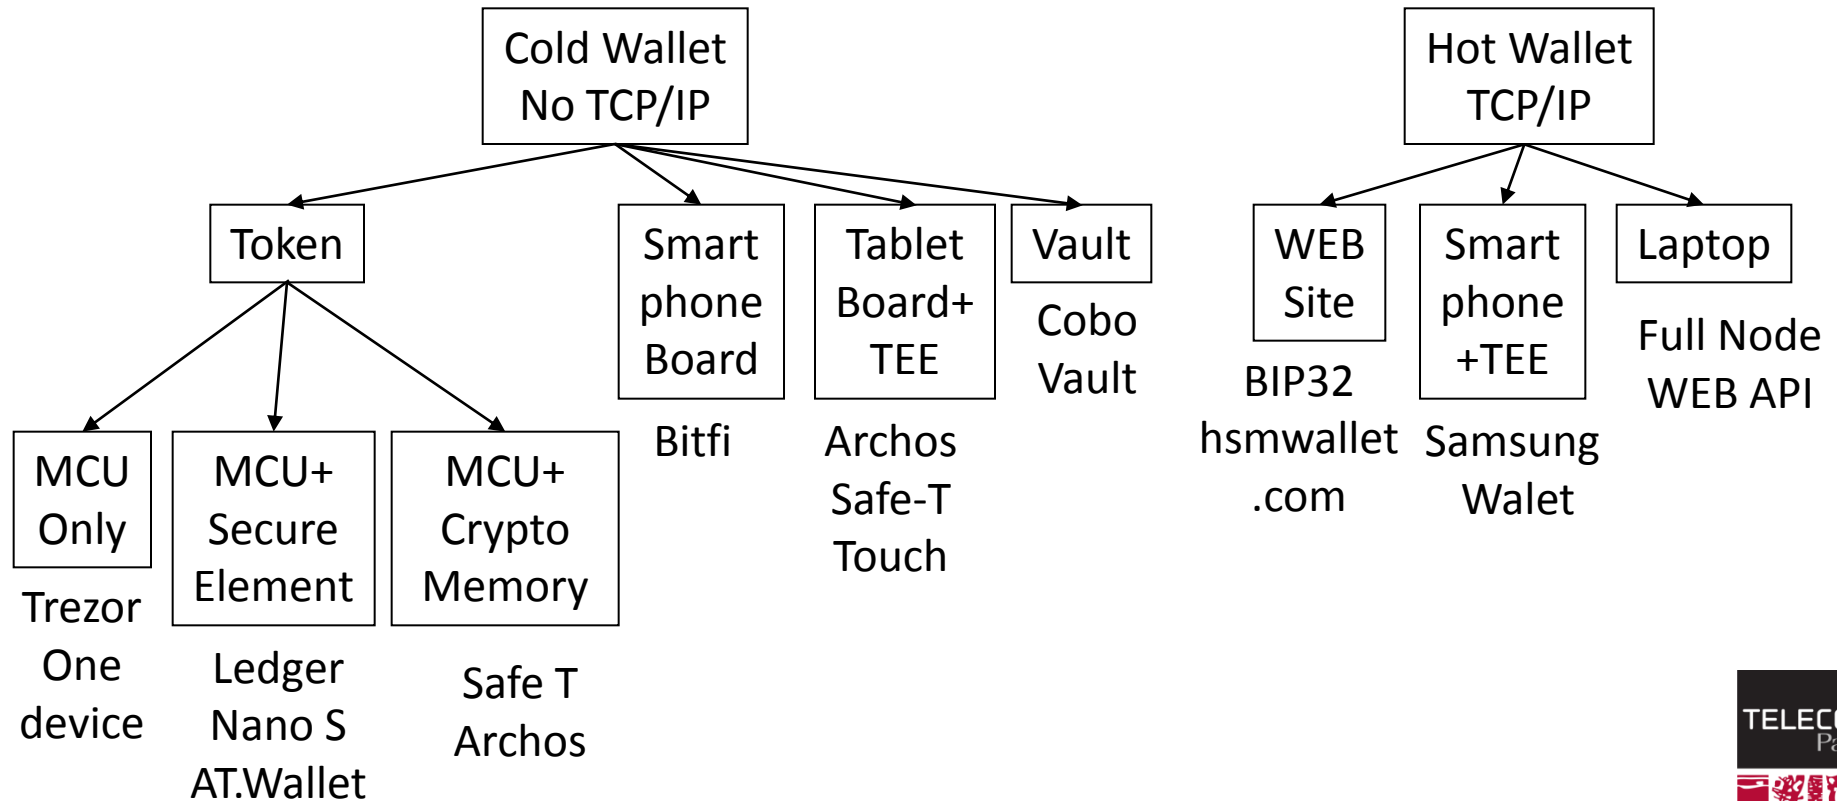 Cold Wallet
No TCP/IP
Hot Wallet
TCP/IP
Token
Smart
phone
Board
Tablet
Board+
TEE
Vault
WEB
Site
Smart
phone
+TEE
Laptop
Cobo
Vault
Full Node
WEB API
BIP32
hsmwallet
.com
Bitfi
Archos
Safe-T
Touch
Samsung
Walet
MCU
Only
MCU+
Secure
Element
MCU+
Crypto
Memory
Trezor
One
device
Ledger
Nano S
AT.Wallet
Safe T
Archos